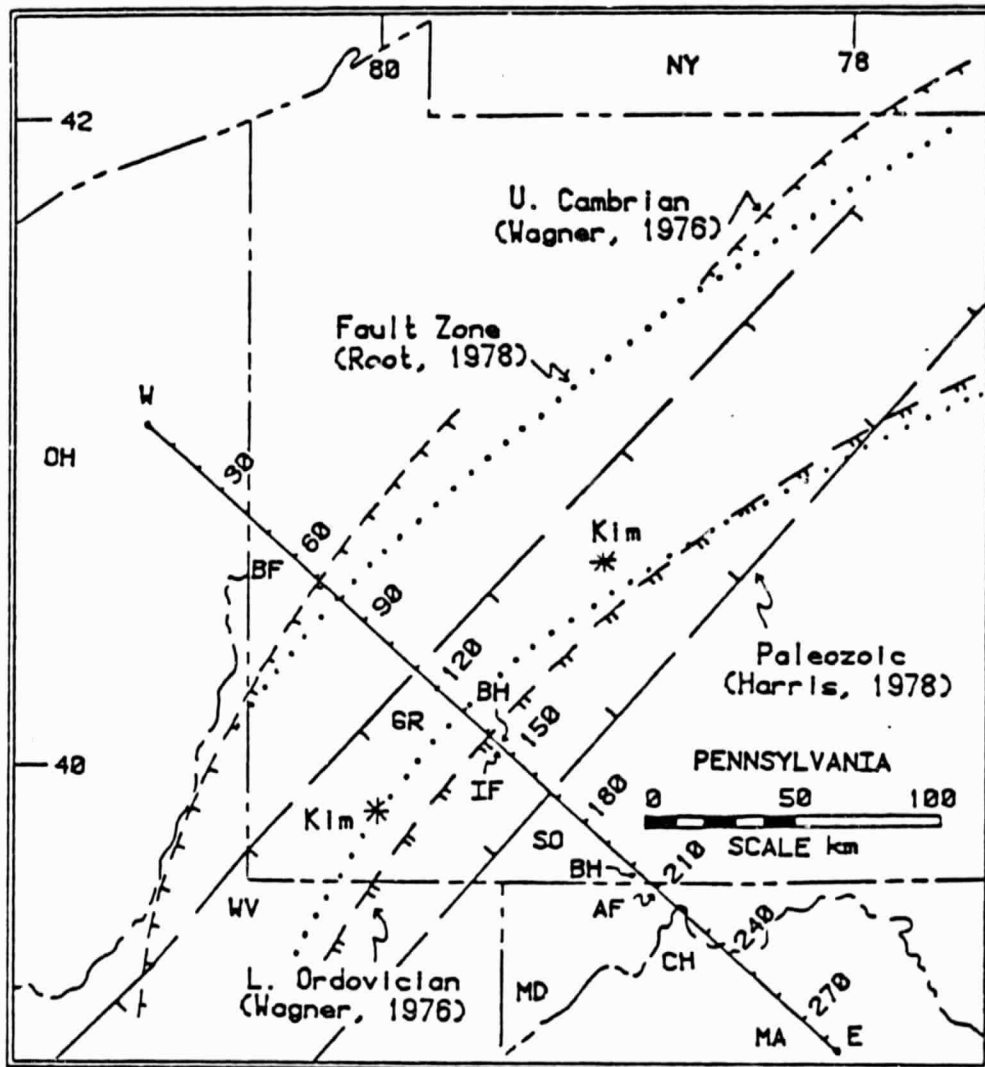 80
78
NY
42
U. Cambrian
(Wagner, 1976)
Fault Zone
(Root, 1978)
W
OH
30
60
Kim
BF
90
120
Paleozoic
(Harris, 1978)
BH
GR
150
40
IF
PENNSYLVANIA
180
0 50 100
Kim
SO
SCALE km
BH
210
WV
AF
240
CH
L. Ordovician
(Wagner, 1976)
MD
270
MA
E